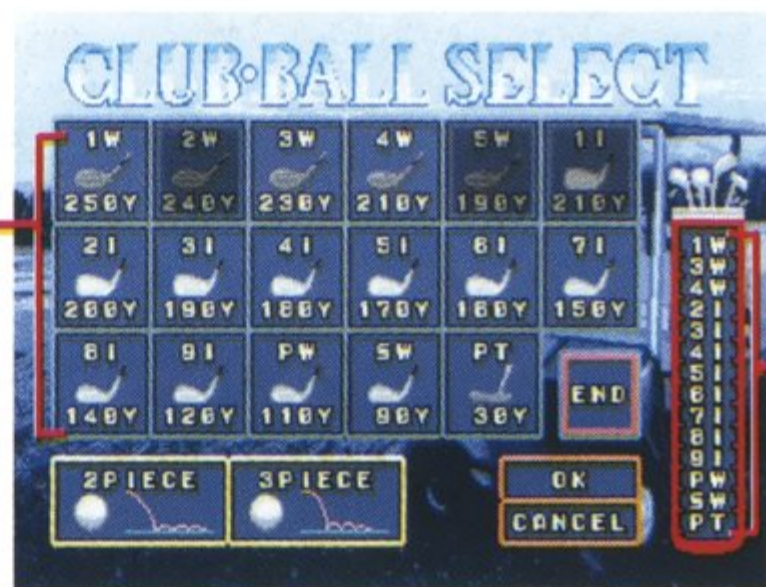 CLUB·BALL SELECT
1W 2W 3W 4W 5W 1I
250Y 240Y 230Y 210Y 190Y 210Y
2I 3I 4I 5I 6I 7I
200Y 190Y 180Y 170Y 160Y 150Y
8I 9I PW SW PT
140Y 120Y 110Y 90Y 30Y
END
2PIECE 3PIECE
OK
CANCEL
1W
3W
4W
2I
3I
4I
5I
6I
7I
8I
9I
PW
SW
PT